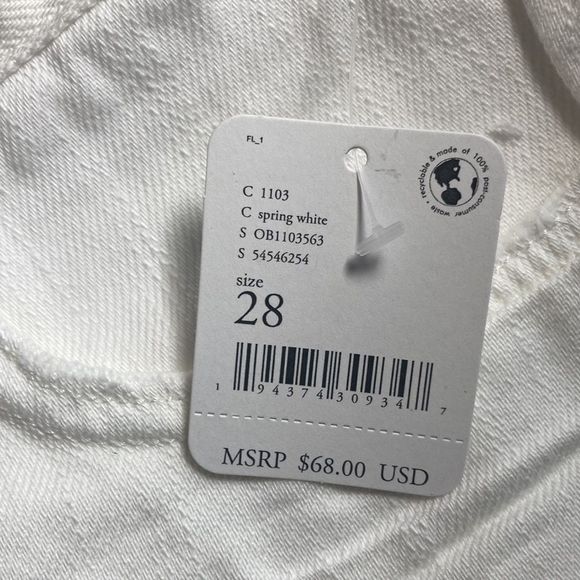 FL_1
recyclable & made of 100% post-consumer waste •
C 1103
C spring white
S OB1103563
S 54546254
size
28
1 94374 30934 7
MSRP $68.00 USD